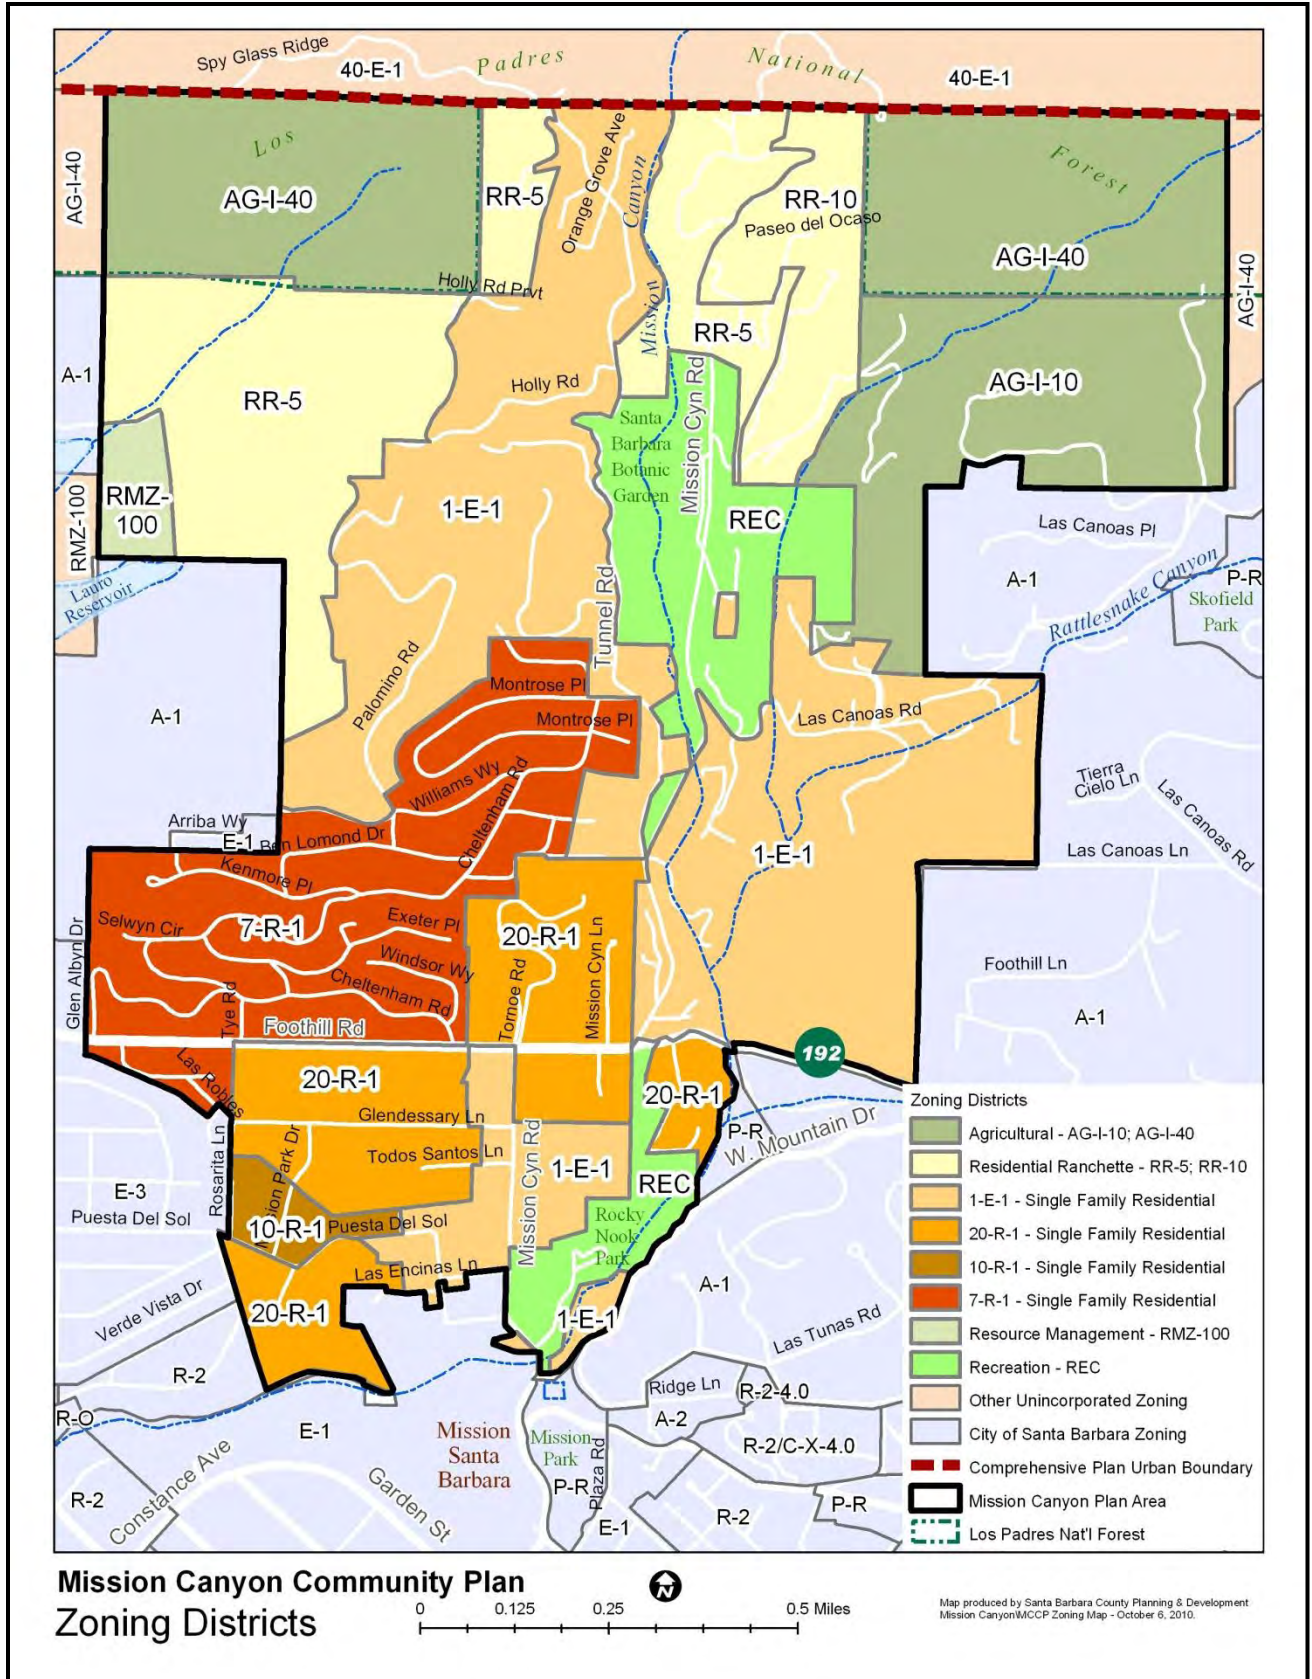 Spy Glass Ridge
Padres
National
40-E-1
40-E-1
Los
Forest
AG-I-40
AG-I-40
RR-5
Orange Grove Ave
Canyon
RR-10
Paseo del Ocaso
AG-I-40
AG-I-40
Holly Rd Prvt
Mission
RR-5
A-1
RR-5
Holly Rd
AG-I-10
Santa
Barbara
Botanic
Garden
Mission Cyn Rd
RMZ-100
RMZ-
100
1-E-1
REC
Las Canoas Pl
Lauro
Reservoir
Tunnel Rd
A-1
Rattlesnake Canyon
P-R
Skofield
Park
Palomino Rd
Montrose Pl
Montrose Pl
A-1
Las Canoas Rd
Williams Wy
Cheltenham Rd
Tierra
Cielo Ln
Las Canoas Rd
Arriba Wy
E-1
Ben Lomond Dr
1-E-1
Las Canoas Ln
Kenmore Pl
Selwyn Cir
7-R-1
Exeter Pl
20-R-1
Mission Cyn Ln
Glen Albyn Dr
Windsor Wy
Cheltenham Rd
Tornoe Rd
Foothill Ln
Tye Rd
Foothill Rd
A-1
192
Las Robles
20-R-1
20-R-1
Glendessary Ln
P-R
W. Mountain Dr
Rosarita Ln
Mission Park Dr
Todos Santos Ln
Mission Cyn Rd
1-E-1
REC
E-3
Puesta Del Sol
10-R-1
Puesta Del Sol
Rocky
Nook
Park
Las Encinas Ln
A-1
Verde Vista Dr
20-R-1
1-E-1
Las Tunas Rd
R-2
Ridge Ln
R-2-4.0
R-O
E-1
A-2
Mission
Santa
Barbara
Mission
Park
R-2/C-X-4.0
Constance Ave
Garden St
Plaza Rd
P-R
R-2
E-1
R-2
P-R
Zoning Districts
Agricultural - AG-I-10; AG-I-40
Residential Ranchette - RR-5; RR-10
1-E-1 - Single Family Residential
20-R-1 - Single Family Residential
10-R-1 - Single Family Residential
7-R-1 - Single Family Residential
Resource Management - RMZ-100
Recreation - REC
Other Unincorporated Zoning
City of Santa Barbara Zoning
Comprehensive Plan Urban Boundary
Mission Canyon Plan Area
Los Padres Nat'l Forest
Mission Canyon Community Plan
Zoning Districts
N
0 0.125 0.25 0.5 Miles
Map produced by Santa Barbara County Planning & Development
Mission Canyon\MCCP Zoning Map - October 6, 2010.